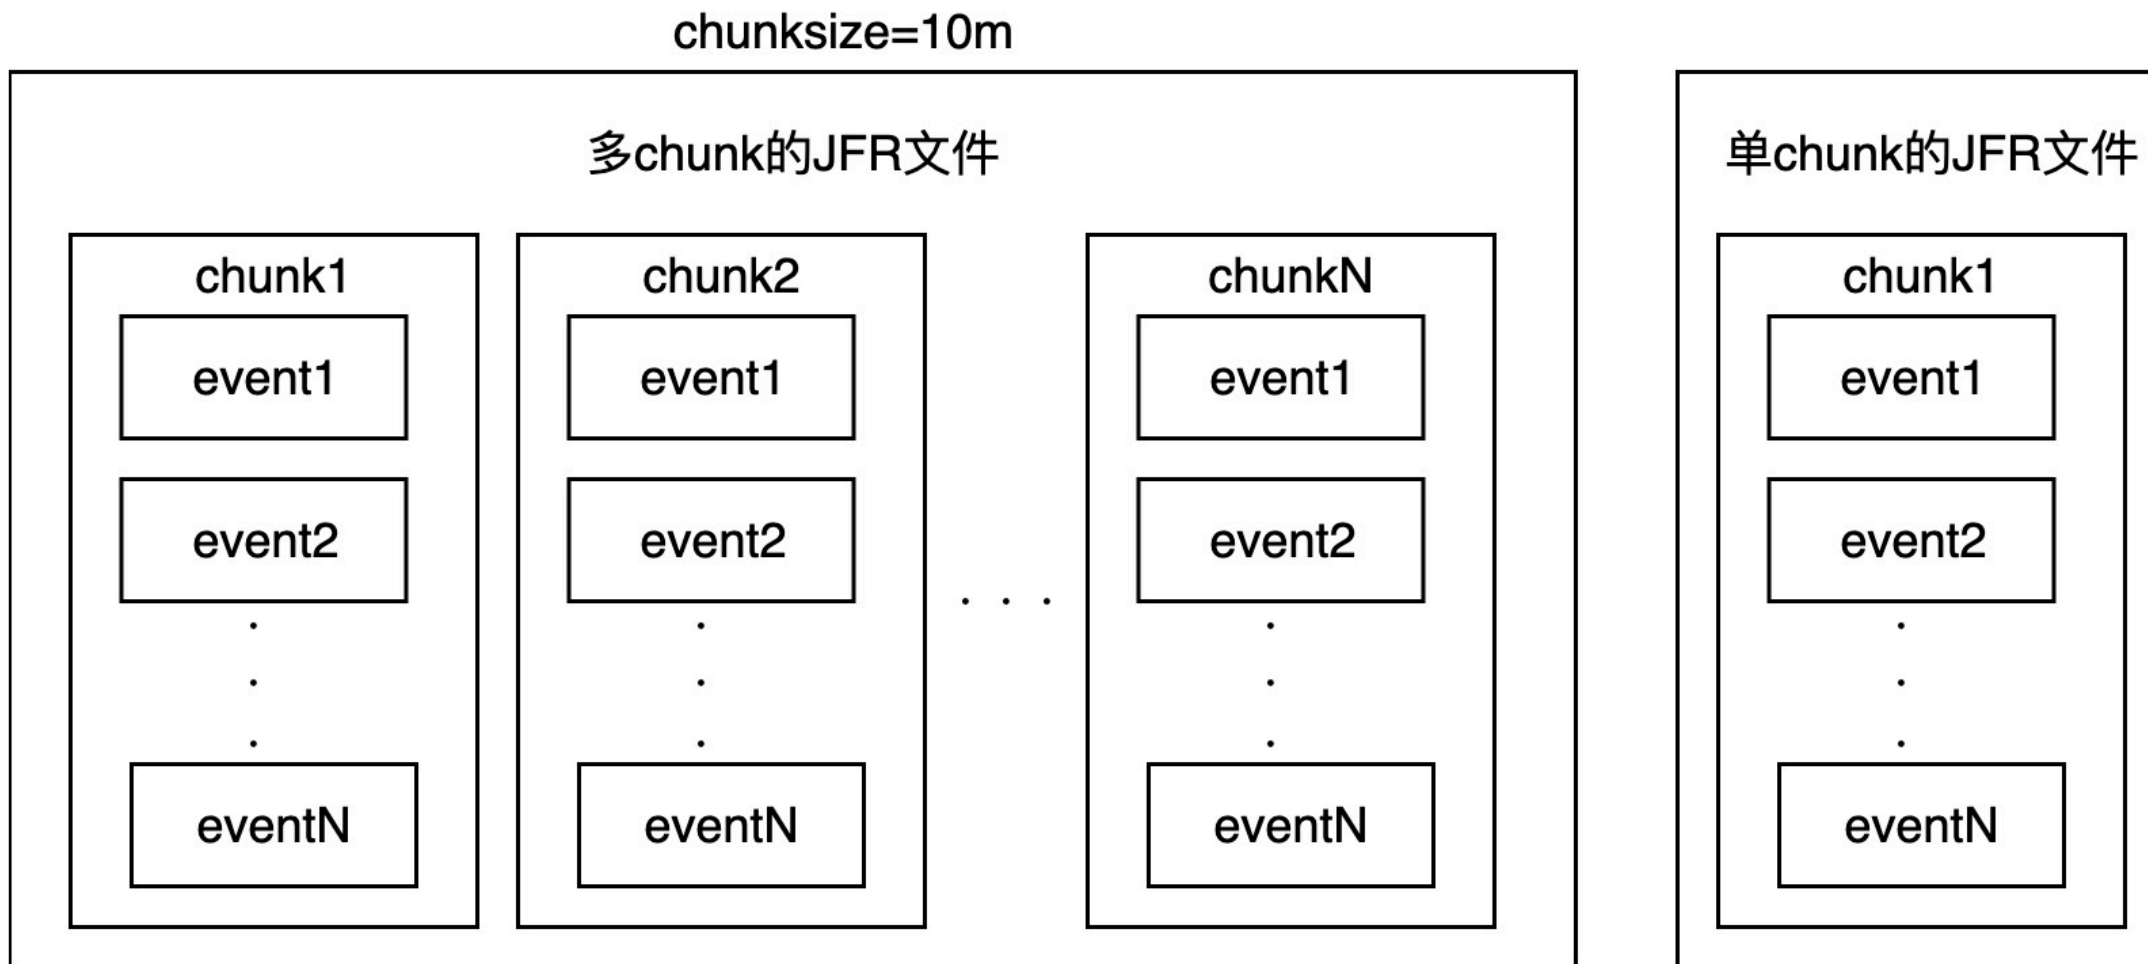 chunksize=10m
多chunk的JFR文件
chunk1
event1
event2
.
.
.
eventN
chunk2
event1
event2
.
.
.
eventN
. . .
chunkN
event1
event2
.
.
.
eventN
单chunk的JFR文件
chunk1
event1
event2
.
.
.
eventN